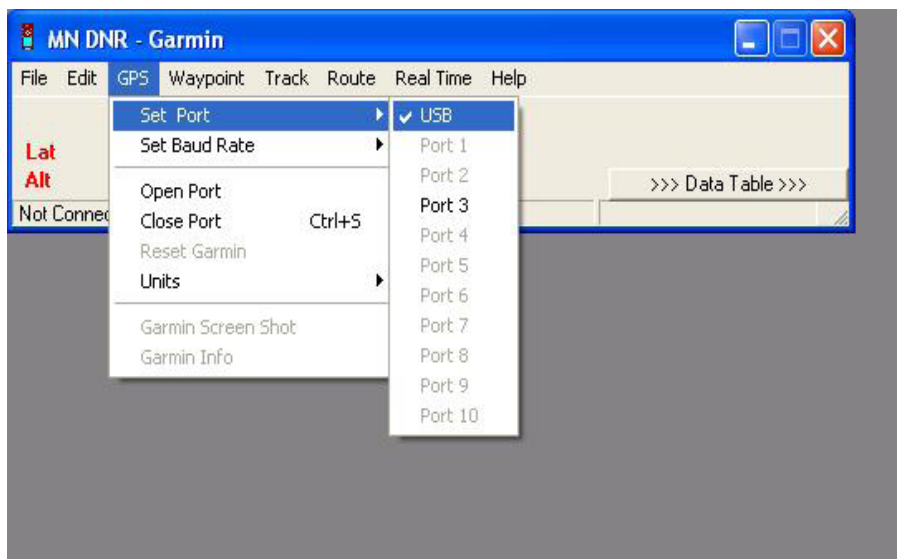 MN DNR - Garmin
File Edit GPS Waypoint Track Route Real Time Help
Set Port
Set Baud Rate
Open Port
Close Port Ctrl+S
Reset Garmin
Units
Garmin Screen Shot
Garmin Info
USB
Port 1
Port 2
Port 3
Port 4
Port 5
Port 6
Port 7
Port 8
Port 9
Port 10
Lat
Alt
>>> Data Table >>>
Not Connec